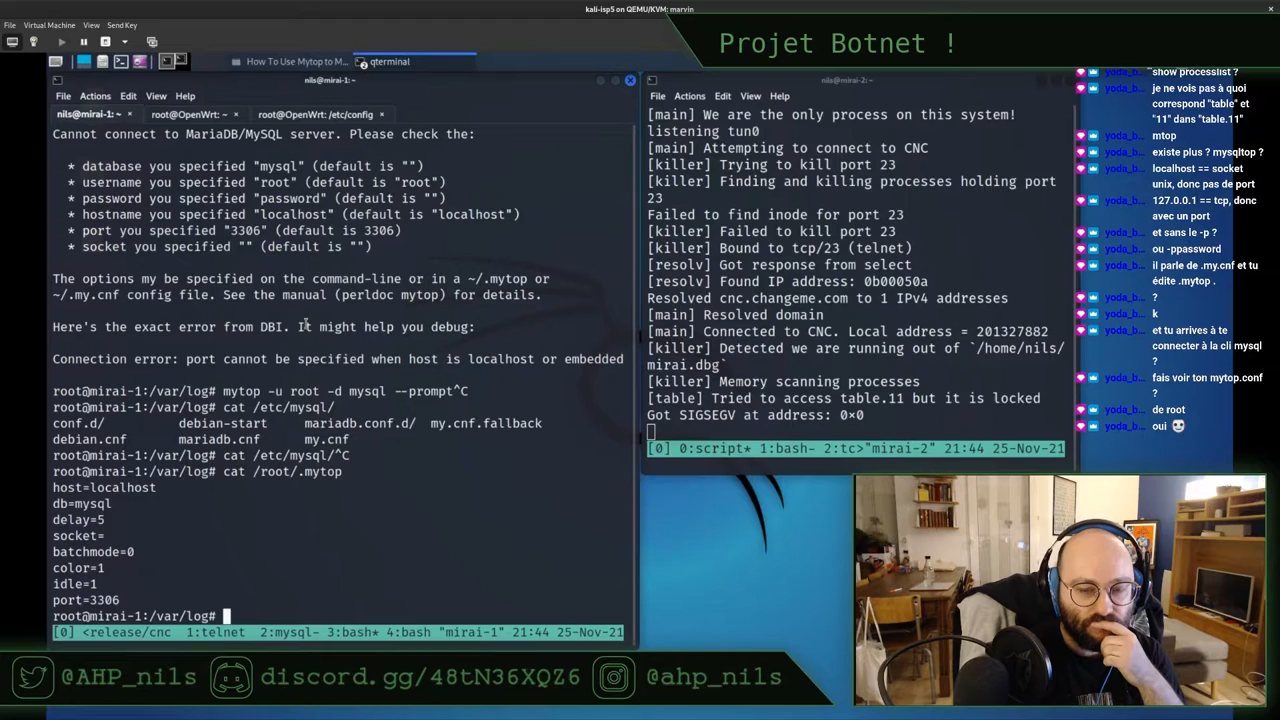 kali-isp5 on QEMU/KVM: marvin
File Virtual Machine View Send Key
Projet Botnet !
How To Use Mytop to M...
qterminal
nils@mirai-1: ~
File Actions Edit View Help
nils@mirai-1: ~ ×
root@OpenWrt: ~ ×
root@OpenWrt: /etc/config ×
Cannot connect to MariaDB/MySQL server. Please check the:
* database you specified "mysql" (default is "")
* username you specified "root" (default is "root")
* password you specified "password" (default is "")
* hostname you specified "localhost" (default is "localhost")
* port you specified "3306" (default is 3306)
* socket you specified "" (default is "")
The options my be specified on the command-line or in a ~/.mytop or
~/.my.cnf config file. See the manual (perldoc mytop) for details.
Here's the exact error from DBI. It might help you debug:
Connection error: port cannot be specified when host is localhost or embedded
root@mirai-1:/var/log# mytop -u root -d mysql --prompt^C
root@mirai-1:/var/log# cat /etc/mysql/
conf.d/ debian-start mariadb.conf.d/ my.cnf.fallback
debian.cnf mariadb.cnf my.cnf
root@mirai-1:/var/log# cat /etc/mysql/^C
root@mirai-1:/var/log# cat /root/.mytop
host=localhost
db=mysql
delay=5
socket=
batchmode=0
color=1
idle=1
port=3306
root@mirai-1:/var/log#
[0] <release/cnc 1:telnet 2:mysql- 3:bash* 4:bash "mirai-1" 21:44 25-Nov-21
nils@mirai-2: ~
File Actions Edit View Help
[main] We are the only process on this system!
listening tun0
[main] Attempting to connect to CNC
[killer] Trying to kill port 23
[killer] Finding and killing processes holding port
23
Failed to find inode for port 23
[killer] Failed to kill port 23
[killer] Bound to tcp/23 (telnet)
[resolv] Got response from select
[resolv] Found IP address: 0b00050a
Resolved cnc.changeme.com to 1 IPv4 addresses
[main] Resolved domain
[main] Connected to CNC. Local address = 201327882
[killer] Detected we are running out of `/home/nils/
mirai.dbg`
[killer] Memory scanning processes
[table] Tried to access table.11 but it is locked
Got SIGSEGV at address: 0×0
[0] 0:script* 1:bash- 2:tc>"mirai-2" 21:44 25-Nov-21
yoda_b
show processlist ?
yoda_b
je ne vois pas à quoi
correspond "table" et
"11" dans "table.11"
yoda_b
mtop
yoda_b
existe plus ? mysqltop ?
yoda_b
localhost == socket
unix, donc pas de port
yoda_b
127.0.0.1 == tcp, donc
avec un port
yoda_b
et sans le -p ?
yoda_b
ou -ppassword
yoda_b
il parle de .my.cnf et tu
édite .mytop .
yoda_b
?
yoda_b
k
yoda_b
et tu arrives à te
connecter à la cli mysql
?
yoda_b
fais voir ton mytop.conf
?
yoda_b
de root
yoda_b
oui
@AHP_nils
discord.gg/48tN36XQZ6
@ahp_nils